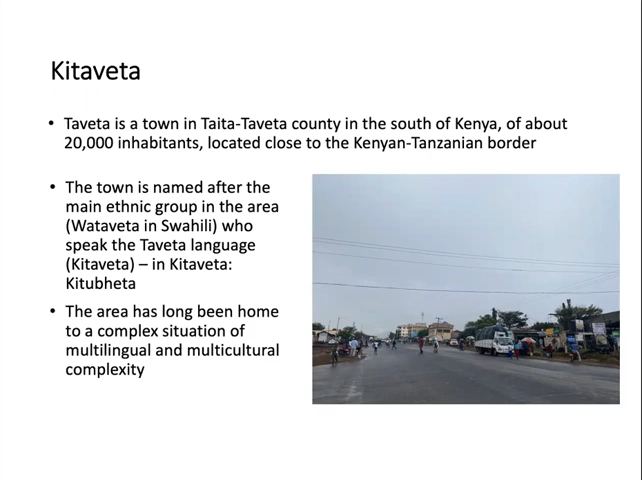 Kitaveta
• Taveta is a town in Taita-Taveta county in the south of Kenya, of about
20,000 inhabitants, located close to the Kenyan-Tanzanian border
• The town is named after the
main ethnic group in the area
(Wataveta in Swahili) who
speak the Taveta language
(Kitaveta) – in Kitaveta:
Kitubheta
• The area has long been home
to a complex situation of
multilingual and multicultural
complexity